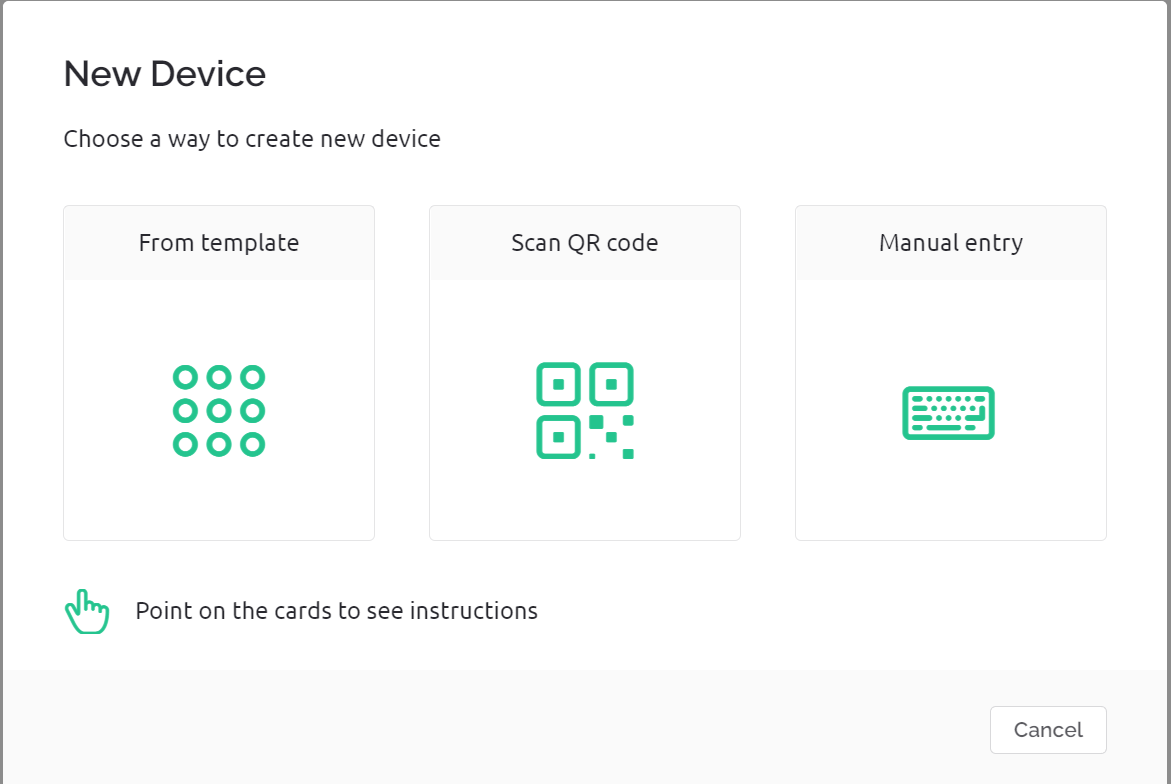 New Device
Choose a way to create new device
From template
Scan QR code
Manual entry
Point on the cards to see instructions
Cancel